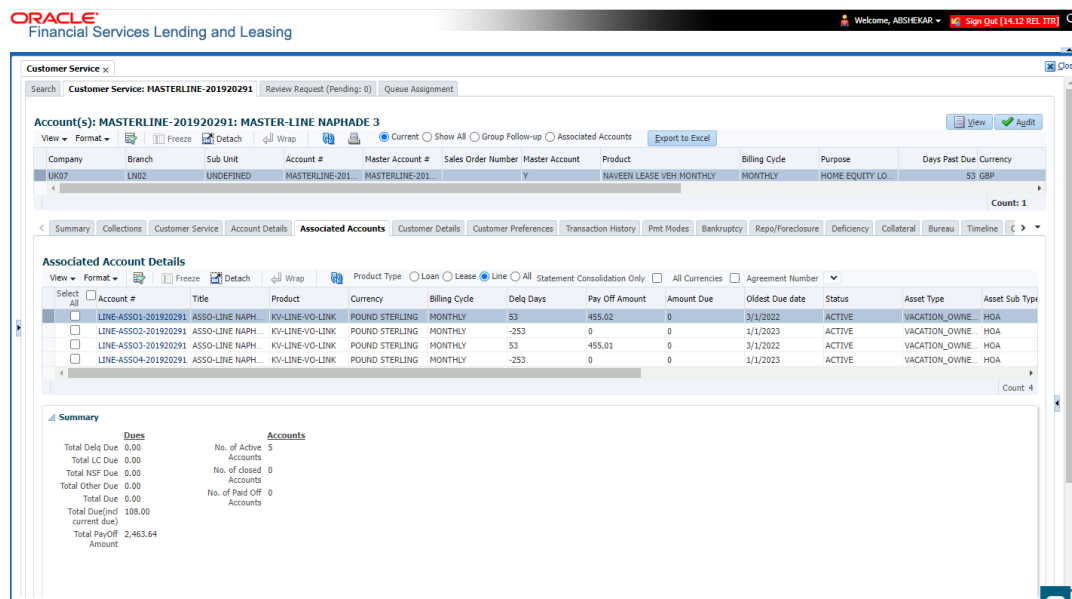 ORACLE
Financial Services Lending and Leasing
Welcome, ABSHEKAR Sign Out [14.12 REL ITR]
Customer Service x
Close
Search Customer Service: MASTERLINE-201920291 Review Request (Pending: 0) Queue Assignment
Account(s): MASTERLINE-201920291: MASTER-LINE NAPHADE 3
View Audit
View Format Freeze Detach Wrap Current Show All Group Follow-up Associated Accounts Export to Excel
Company Branch Sub Unit Account # Master Account # Sales Order Number Master Account Product Billing Cycle Purpose Days Past Due Currency
UK07 LN02 UNDEFINED MASTERLINE-201... MASTERLINE-201... Y NAVEEN LEASE VEH MONTHLY MONTHLY HOME EQUITY LO... 53 GBP
Count: 1
Summary Collections Customer Service Account Details Associated Accounts Customer Details Customer Preferences Transaction History Pmt Modes Bankruptcy Repo/Foreclosure Deficiency Collateral Bureau Timeline
Associated Account Details
View Format Freeze Detach Wrap Product Type Loan Lease Line All Statement Consolidation Only All Currencies Agreement Number
Select All Account # Title Product Currency Billing Cycle Delq Days Pay Off Amount Amount Due Oldest Due date Status Asset Type Asset Sub Type
LINE-ASSO1-201920291 ASSO-LINE NAPH... KV-LINE-VO-LINK POUND STERLING MONTHLY 53 455.02 0 3/1/2022 ACTIVE VACATION_OWNE... HOA
LINE-ASSO2-201920291 ASSO-LINE NAPH... KV-LINE-VO-LINK POUND STERLING MONTHLY -253 0 0 1/1/2023 ACTIVE VACATION_OWNE... HOA
LINE-ASSO3-201920291 ASSO-LINE NAPH... KV-LINE-VO-LINK POUND STERLING MONTHLY 53 455.01 0 3/1/2022 ACTIVE VACATION_OWNE... HOA
LINE-ASSO4-201920291 ASSO-LINE NAPH... KV-LINE-VO-LINK POUND STERLING MONTHLY -253 0 0 1/1/2023 ACTIVE VACATION_OWNE... HOA
Count 4
Summary
Dues Accounts
Total Delq Due 0.00 No. of Active Accounts 5
Total LC Due 0.00
Total NSF Due 0.00 No. of closed Accounts 0
Total Other Due 0.00
Total Due 0.00 No. of Paid Off Accounts 0
Total Due(incl current due) 108.00
Total PayOff Amount 2,463.64